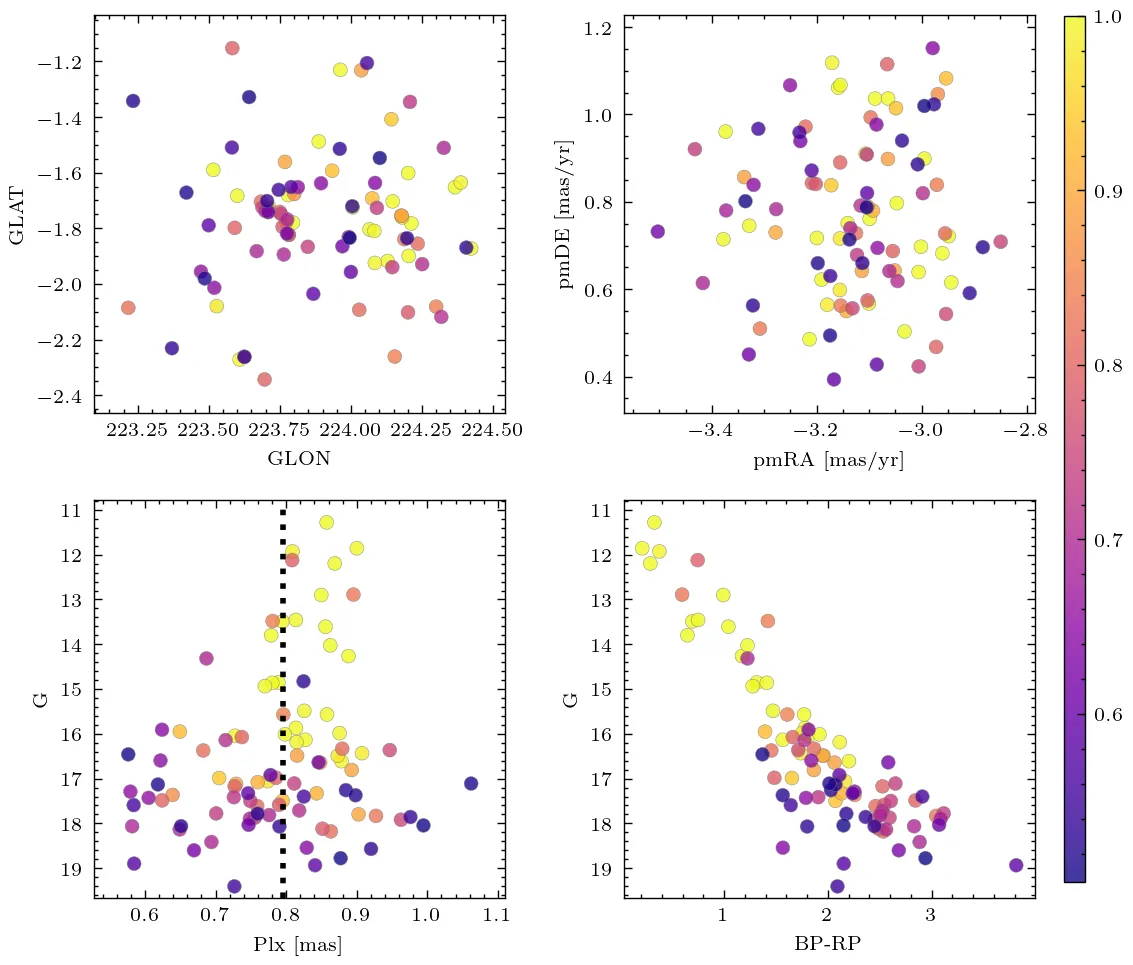 −1.2
−1.4
−1.6
−1.8
−2.0
−2.2
−2.4
GLAT
223.25 223.50 223.75 224.00 224.25 224.50
GLON
1.2
1.0
0.8
0.6
0.4
pmDE [mas/yr]
−3.4 −3.2 −3.0 −2.8
pmRA [mas/yr]
11
12
13
14
15
16
17
18
19
G
0.6 0.7 0.8 0.9 1.0 1.1
Plx [mas]
11
12
13
14
15
16
17
18
19
G
1 2 3
BP-RP
1.0
0.9
0.8
0.7
0.6